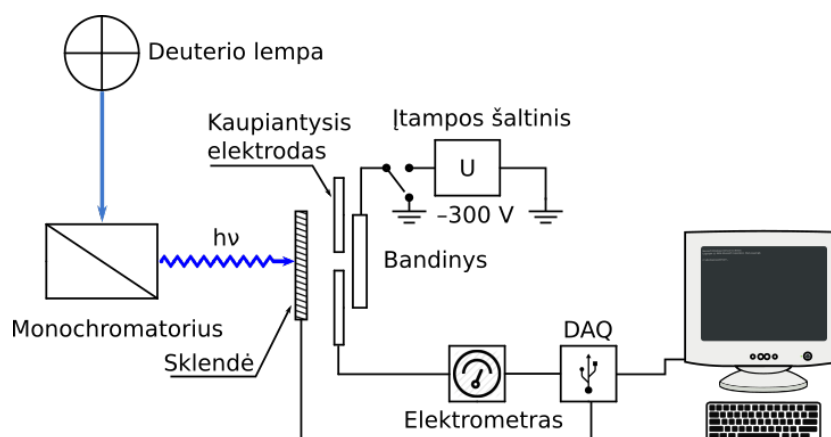 Deuterio lempa
Kaupiantysis
elektrodas
Įtampos šaltinis
U
–300 V
hν
Bandinys
Monochromatorius
Sklendė
DAQ
Elektrometras